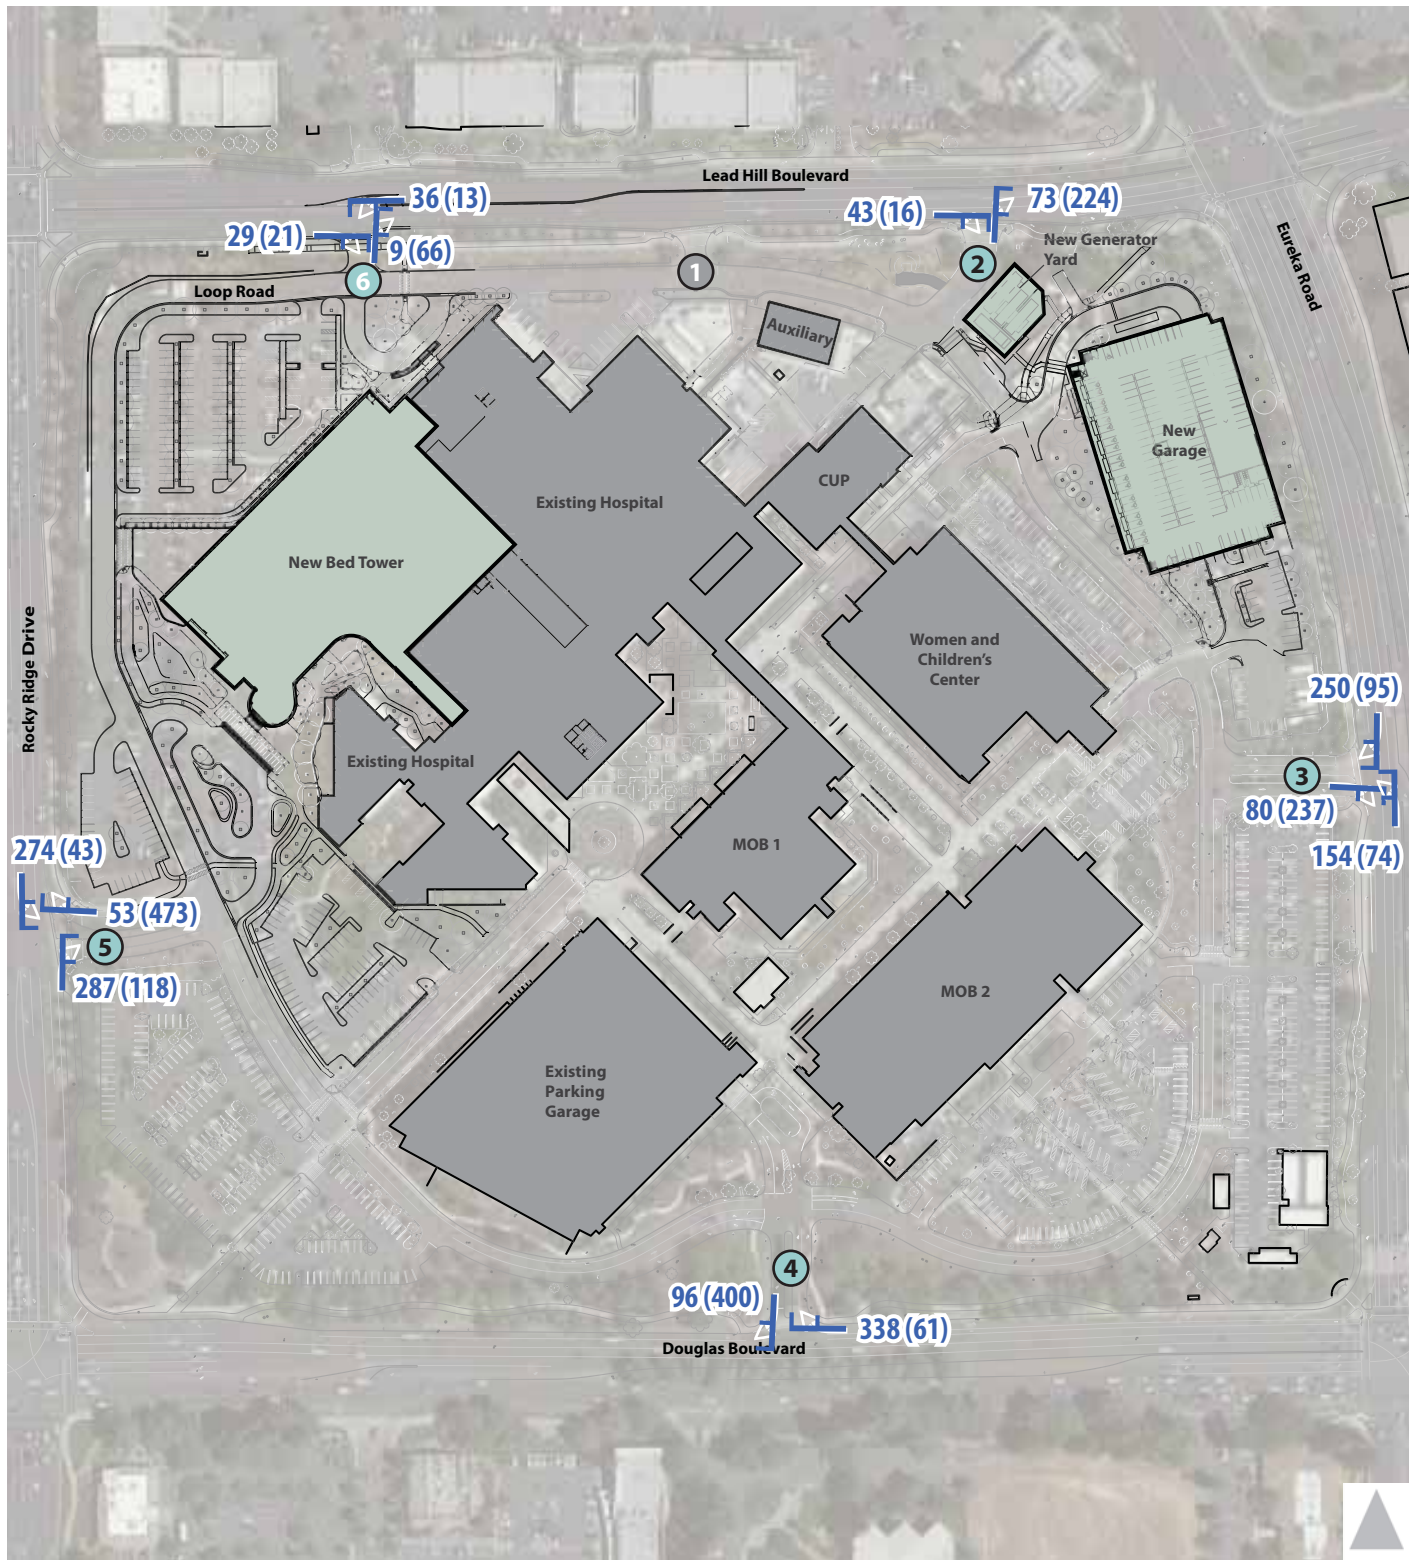 Lead Hill Boulevard
36 (13)
43 (16)
73 (224)
29 (21)
9 (66)
New Generator
Yard
Eureka Road
1
2
6
Loop Road
Auxiliary
New
Garage
CUP
Existing Hospital
New Bed Tower
Rocky Ridge Drive
Women and
Children's
Center
250 (95)
Existing Hospital
3
80 (237)
MOB 1
274 (43)
154 (74)
53 (473)
5
287 (118)
MOB 2
Existing
Parking
Garage
4
96 (400)
338 (61)
Douglas Boulevard